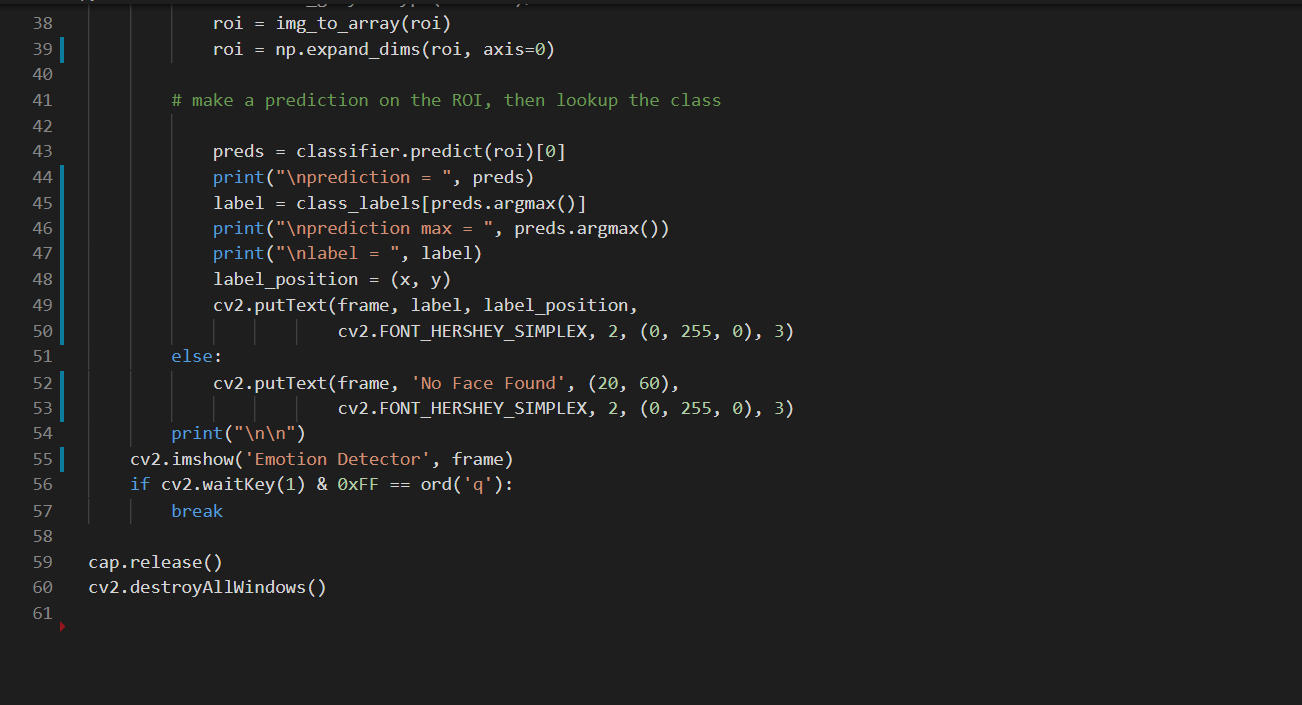 38 roi = img_to_array(roi)
39 roi = np.expand_dims(roi, axis=0)
40
41 # make a prediction on the ROI, then lookup the class
42
43 preds = classifier.predict(roi)[0]
44 print("\nprediction = ", preds)
45 label = class_labels[preds.argmax()]
46 print("\nprediction max = ", preds.argmax())
47 print("\nlabel = ", label)
48 label_position = (x, y)
49 cv2.putText(frame, label, label_position,
50 cv2.FONT_HERSHEY_SIMPLEX, 2, (0, 255, 0), 3)
51 else:
52 cv2.putText(frame, 'No Face Found', (20, 60),
53 cv2.FONT_HERSHEY_SIMPLEX, 2, (0, 255, 0), 3)
54 print("\n\n")
55 cv2.imshow('Emotion Detector', frame)
56 if cv2.waitKey(1) & 0xFF == ord('q'):
57 break
58
59 cap.release()
60 cv2.destroyAllWindows()
61